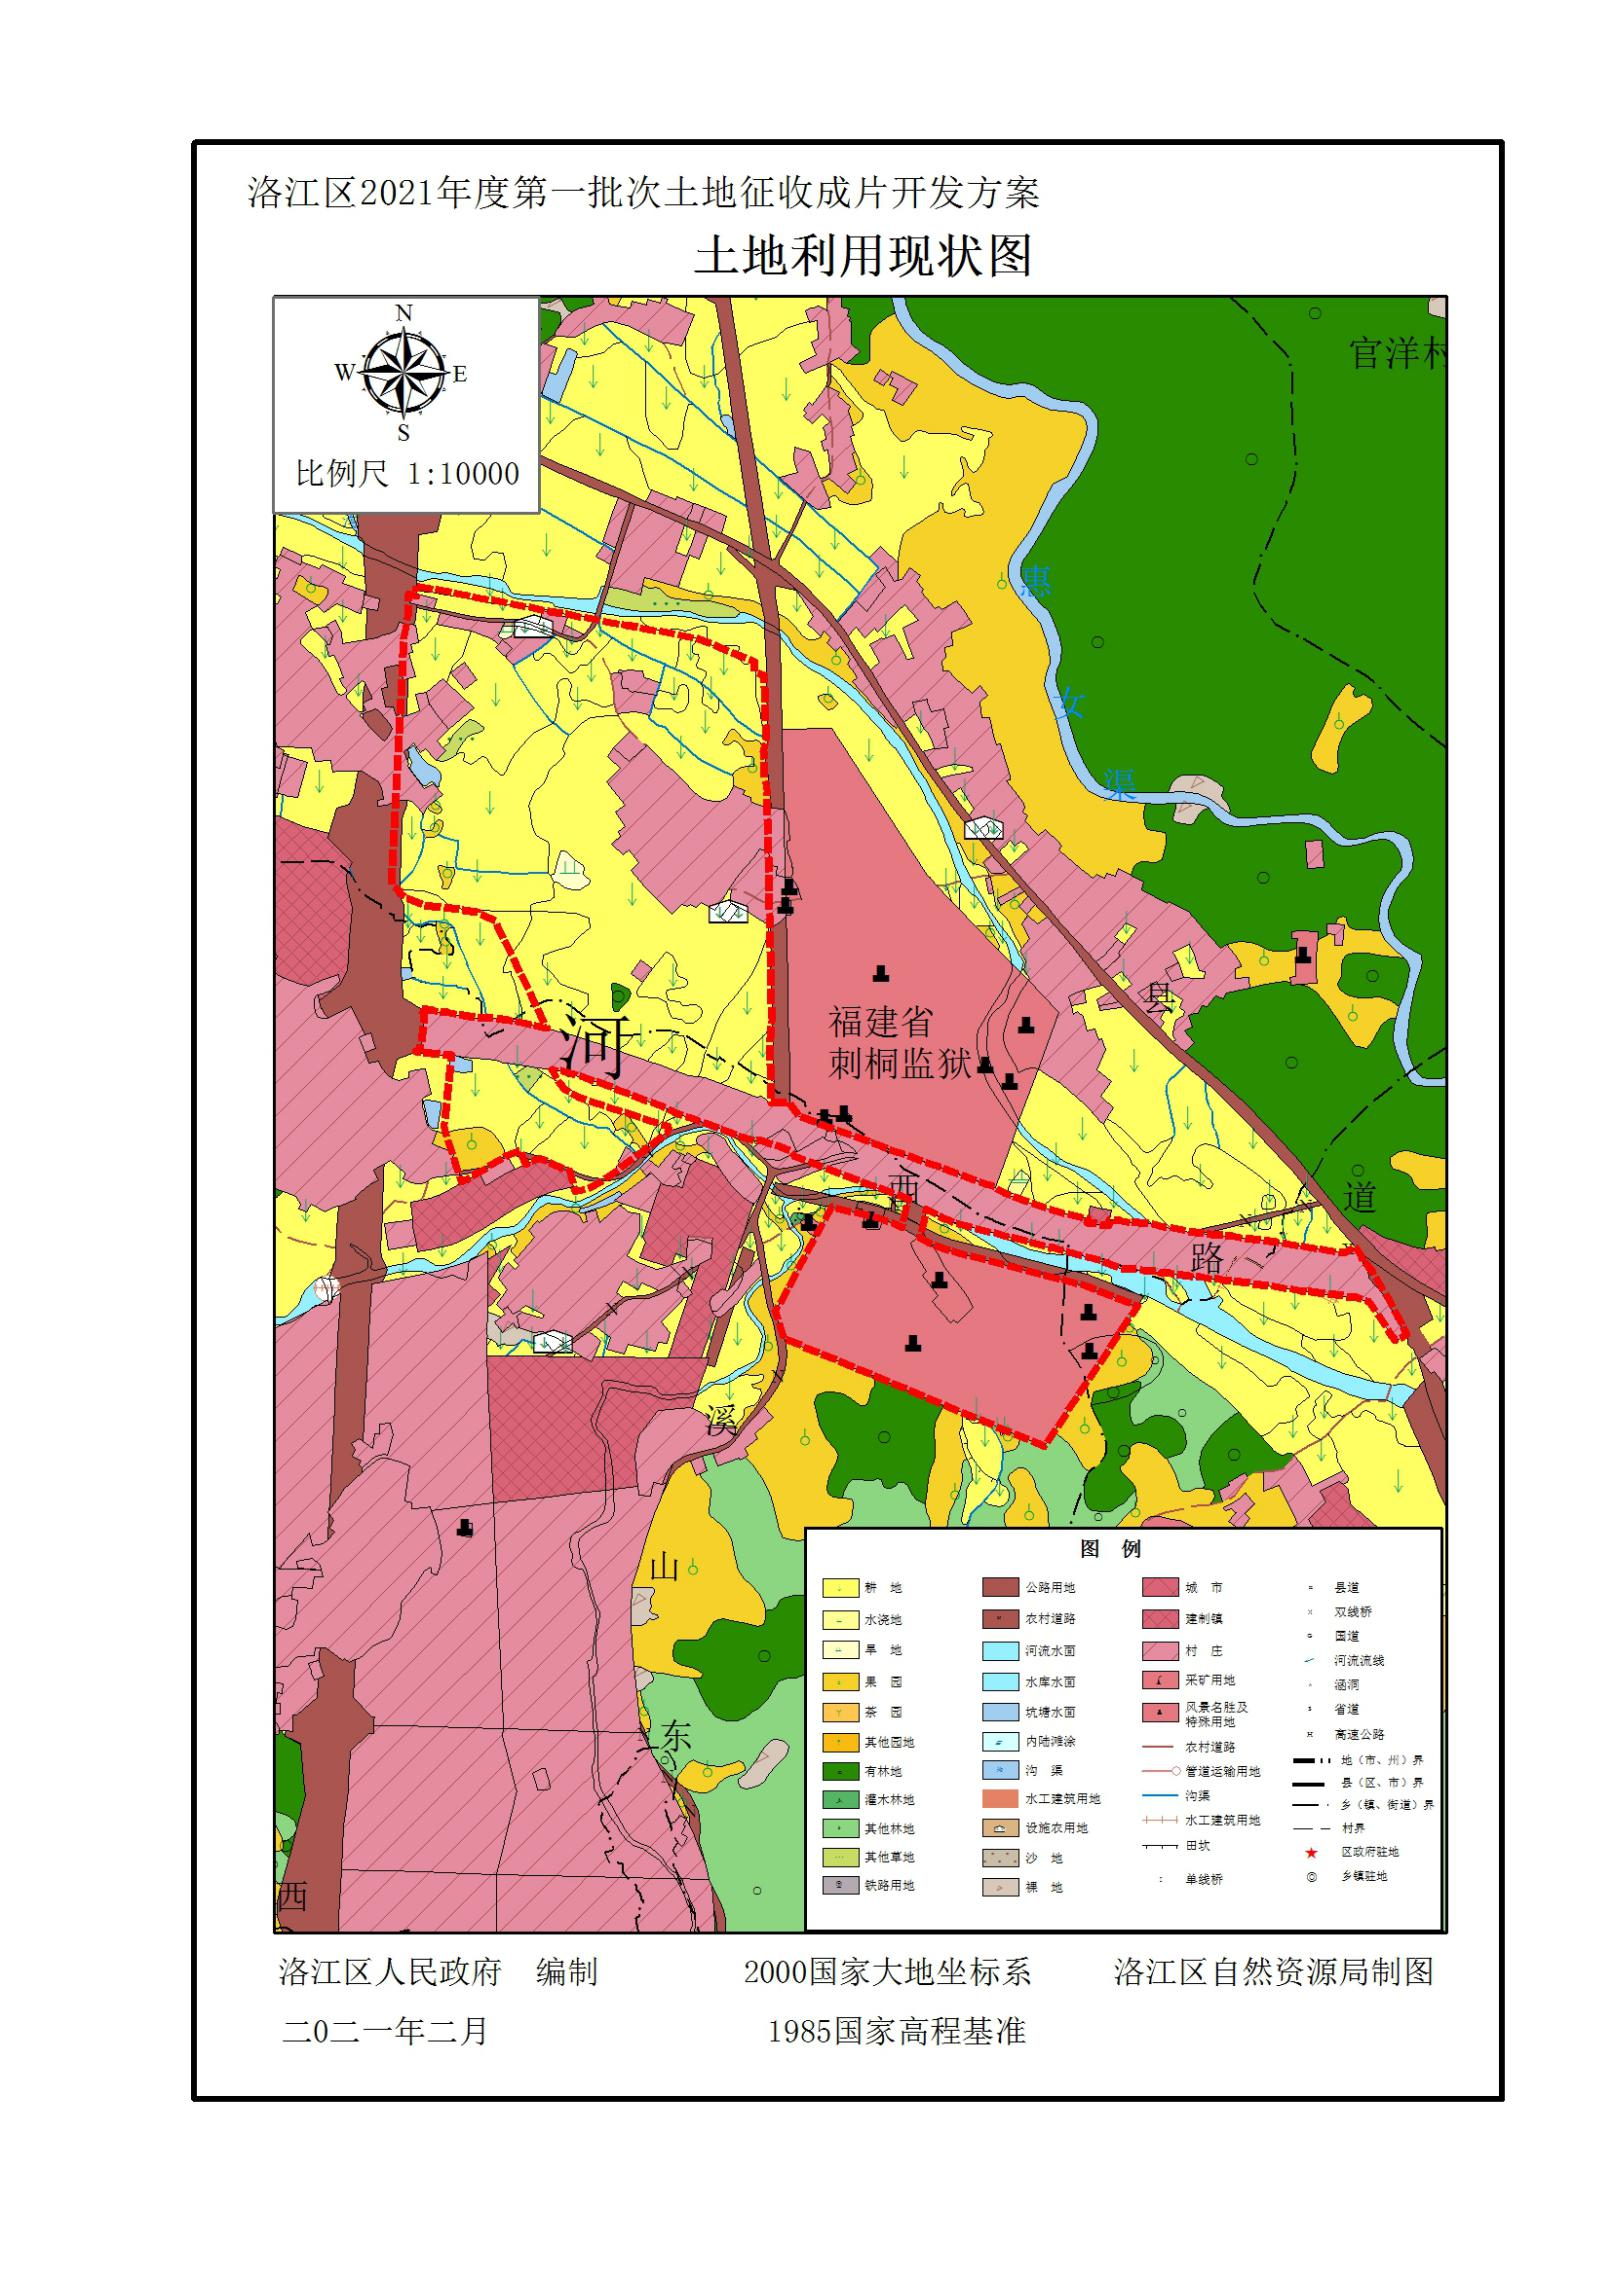 洛江区2021年度第一批次土地征收成片开发方案
土地利用现状图
N
W E
S
比例尺 1:10000
官洋村
惠
女
渠
河
福建省
刺桐监狱
县
西
道
路
溪
山
东
西
图 例
耕 地
水浇地
旱 地
果 园
茶 园
其他园地
有林地
灌木林地
其他林地
其他草地
铁路用地
公路用地
农村道路
河流水面
水库水面
坑塘水面
内陆滩涂
沟 渠
水工建筑用地
设施农用地
沙 地
裸 地
城 市
建制镇
村 庄
采矿用地
风景名胜及
特殊用地
农村道路
管道运输用地
沟渠
水工建筑用地
田坎
单线桥
县道
双线桥
国道
河流流线
涵洞
省道
高速公路
地（市、州）界
县（区、市）界
乡（镇、街道）界
村界
区政府驻地
乡镇驻地
洛江区人民政府 编制 2000国家大地坐标系 洛江区自然资源局制图
二0二一年二月 1985国家高程基准